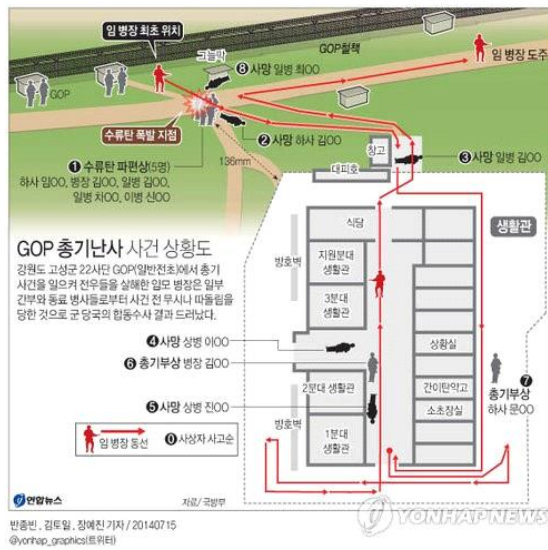 임 병장 최초 위치
그늘막
GOP철책
❽ 사망 일병 최OO
임 병장 도주
GOP
수류탄 폭발 지점
❷ 사망 하사 김OO
❶ 수류탄 파편상(5명)
하사 임OO, 병장 김OO, 일병 김OO,
일병 차OO, 이병 신OO
136mm
창고
❸ 사망 일병 김OO
대피호
GOP 총기난사 사건 상황도
강원도 고성군 22사단 GOP(일반전초)에서 총기
사건을 일으켜 전우들을 살해한 임모 병장은 일부
간부와 동료 병사들로부터 사건 전 무시나 따돌림을
당한 것으로 군 당국의 합동수사 결과 드러났다.
식당
생활관
방호벽
지원분대
생활관
3분대
생활관
❹ 사망 상병 이OO
상황실
❻ 총기부상 병장 김OO
❼
총기부상
하사 문OO
2분대 생활관
간이탄약고
❺ 사망 상병 진OO
소초장실
방호벽
1분대
생활관
임 병장 동선
⓿ 사상자 사고순
연합뉴스
자료/ 국방부
YONHAPNEWS
반종빈, 김토일, 장예진 기자 / 20140715
@yonhap_graphics(트위터)